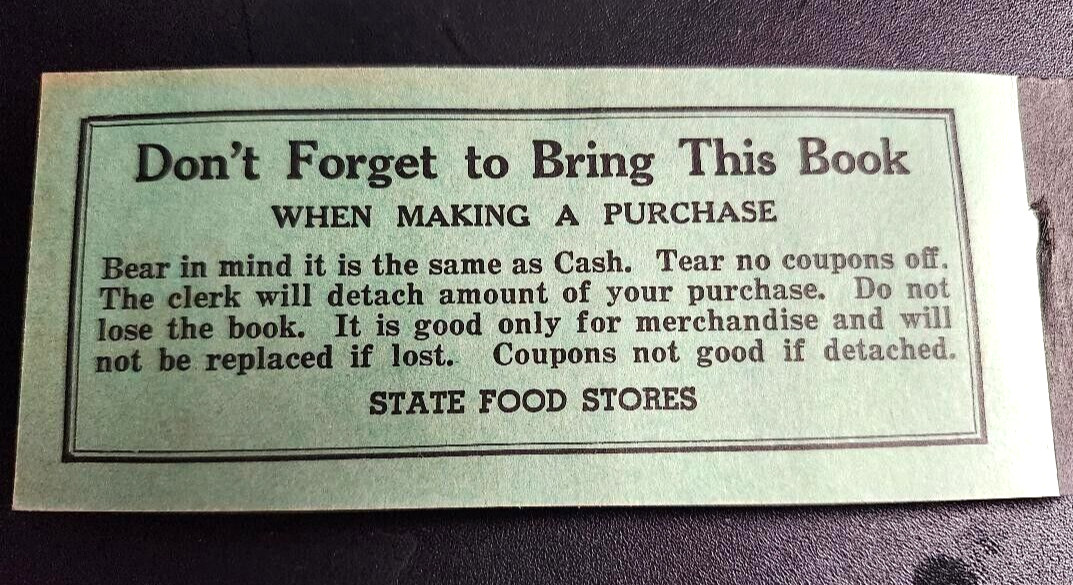 Don't Forget to Bring This Book
WHEN MAKING A PURCHASE
Bear in mind it is the same as Cash. Tear no coupons off.
The clerk will detach amount of your purchase. Do not
lose the book. It is good only for merchandise and will
not be replaced if lost. Coupons not good if detached.
STATE FOOD STORES